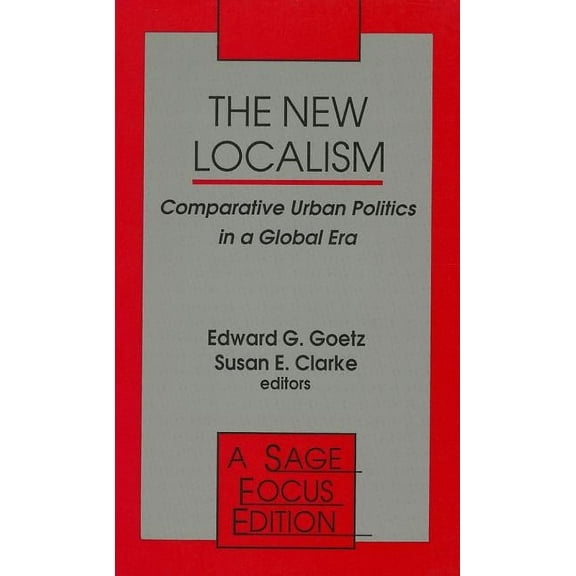 THE NEW
LOCALISM
Comparative Urban Politics
in a Global Era
Edward G. Goetz
Susan E. Clarke
editors
A SAGE
FOCUS
EDITION